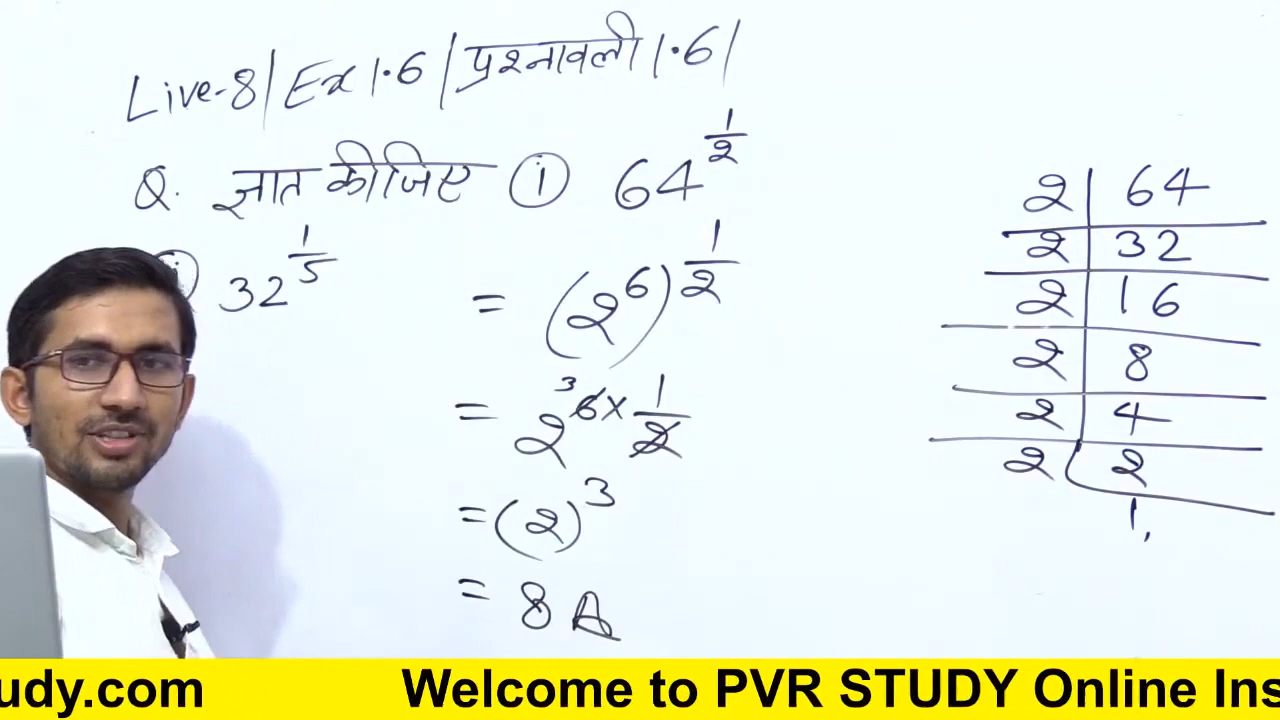 Live-8| Ex 1.6 | प्रश्नावली 1.6 |
Q. ज्ञात कीजिए (i) 64^(1/2)
32^(1/5)
= (2^6)^(1/2)
= 2^(6 × 1/2) 3
= (2)^3
= 8 A
2 | 64
2 | 32
2 | 16
2 | 8
2 | 4
2 | 2
1,
udy.com Welcome to PVR STUDY Online Ins